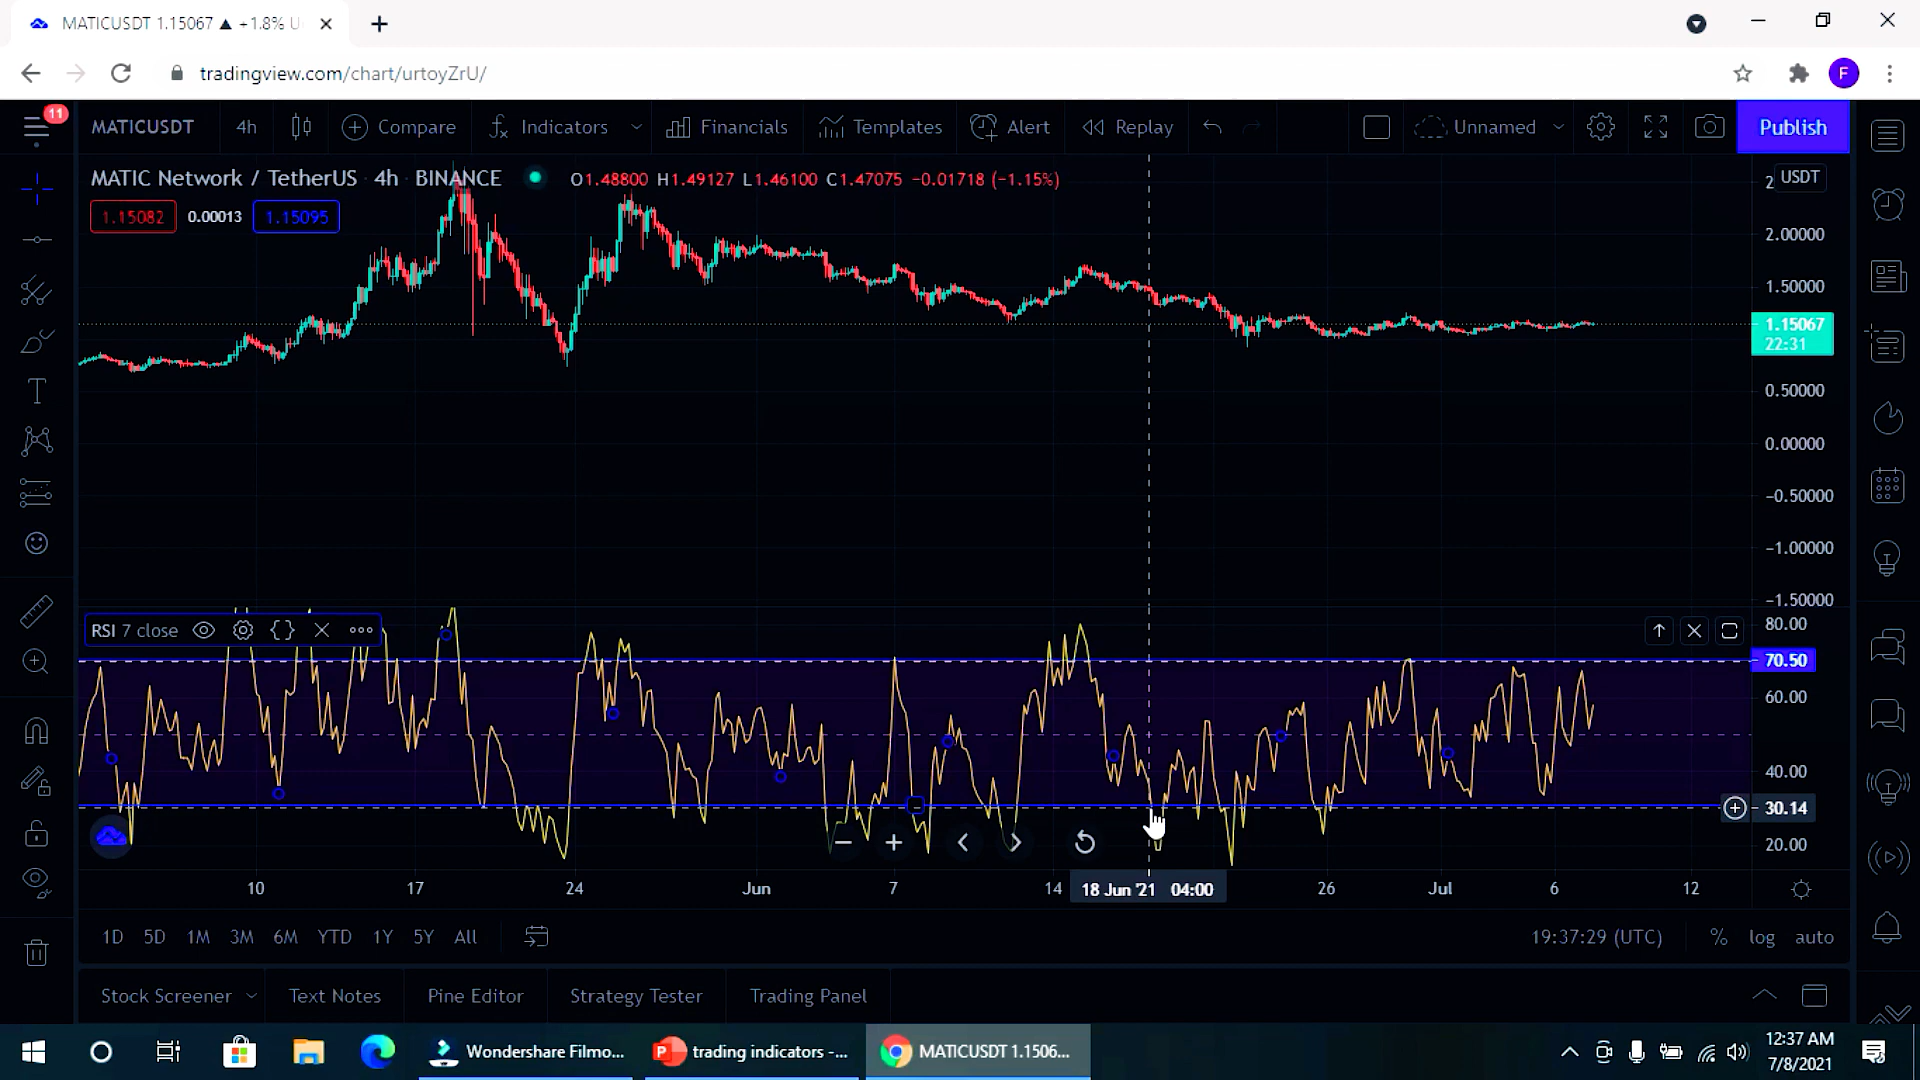 MATICUSDT 1.15067 ▲ +1.8% U
tradingview.com/chart/urtoyZrU/
F
11
MATICUSDT 4h Compare Indicators Financials Templates Alert Replay Unnamed Publish
MATIC Network / TetherUS 4h BINANCE O1.48800 H1.49127 L1.46100 C1.47075 −0.01718 (−1.15%)
1.15082 0.00013 1.15095
2 USDT
2.00000
1.50000
1.15067
22:31
0.50000
0.00000
−0.50000
−1.00000
−1.50000
RSI 7 close
80.00
70.50
60.00
40.00
30.14
20.00
10 17 24 Jun 7 14 18 Jun '21 04:00 26 Jul 6 12
1D 5D 1M 3M 6M YTD 1Y 5Y All 19:37:29 (UTC) % log auto
Stock Screener Text Notes Pine Editor Strategy Tester Trading Panel
Wondershare Filmo... trading indicators -... MATICUSDT 1.1506...
12:37 AM
7/8/2021